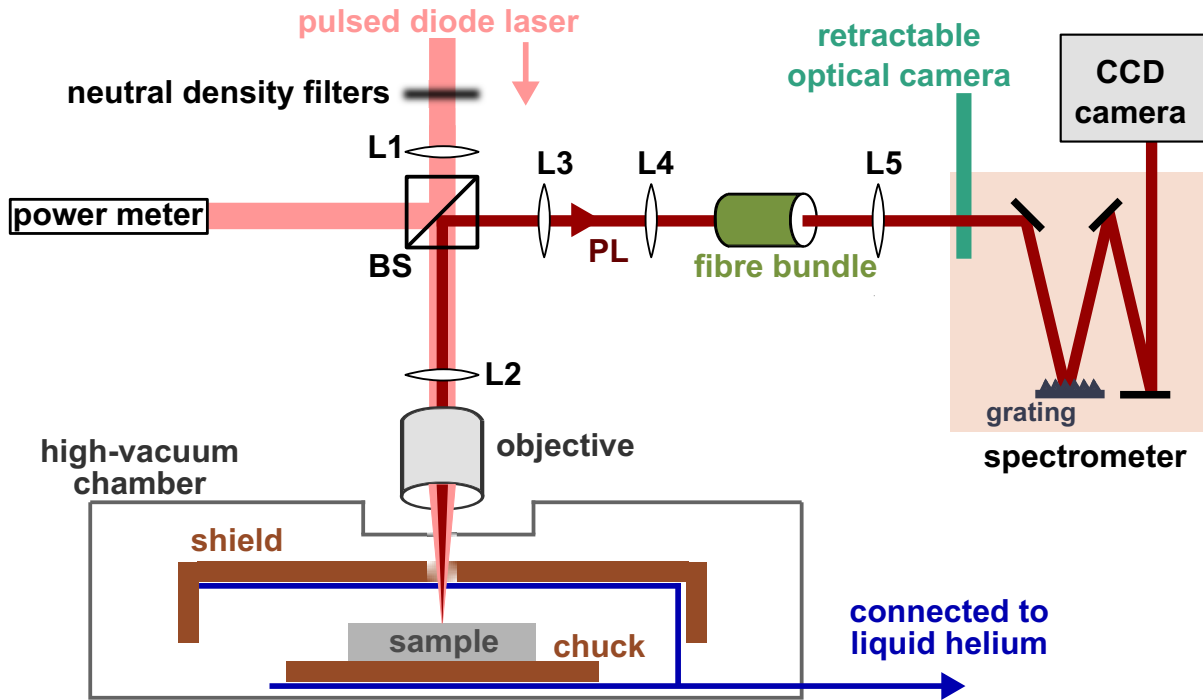 pulsed diode laser
neutral density filters
L1
power meter
BS
L3
L4
PL
fibre bundle
L5
retractable
optical camera
CCD
camera
grating
spectrometer
L2
objective
high-vacuum
chamber
shield
sample
chuck
connected to
liquid helium